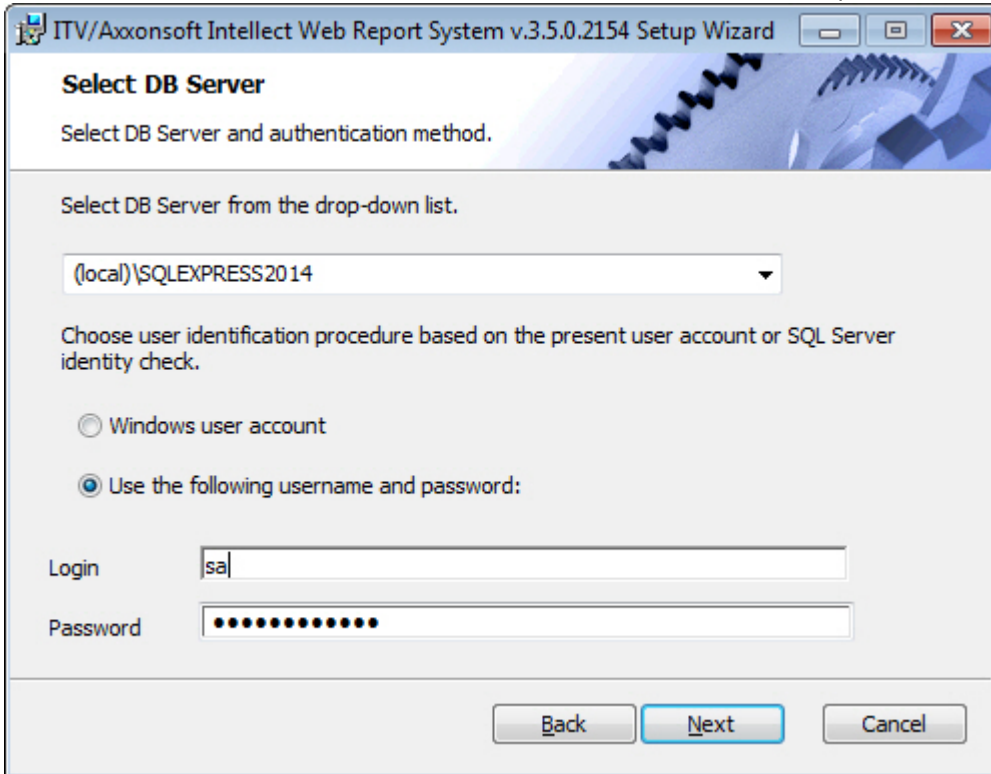 ITV/Axxonsoft Intellect Web Report System v.3.5.0.2154 Setup Wizard
Select DB Server
Select DB Server and authentication method.
Select DB Server from the drop-down list.
(local)\SQLEXPRESS2014
Choose user identification procedure based on the present user account or SQL Server
identity check.
Windows user account
Use the following username and password:
Login
sa
Password
●●●●●●●●●●●●
Back
Next
Cancel